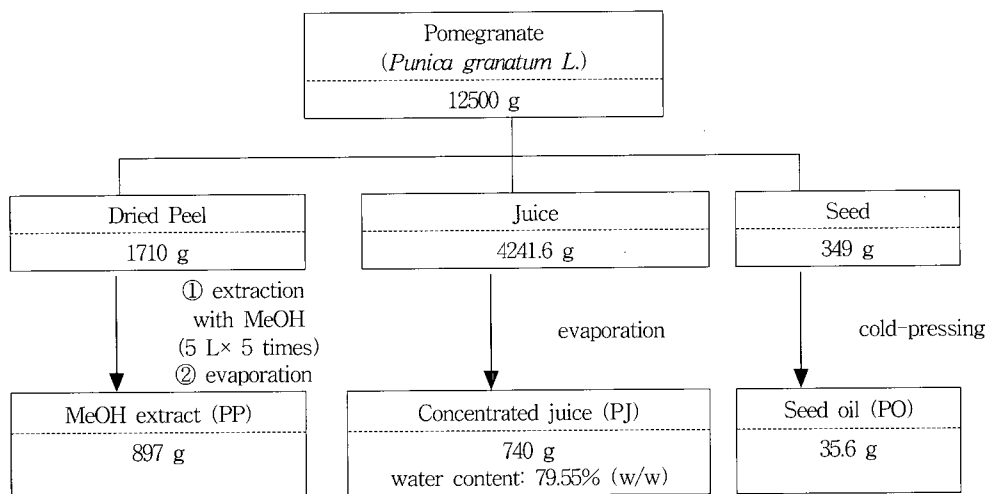 Pomegranate
(Punica granatum L.)
12500 g
Dried Peel
1710 g
Juice
4241.6 g
Seed
349 g
① extraction
with MeOH
(5 L× 5 times)
② evaporation
evaporation
cold-pressing
MeOH extract (PP)
897 g
Concentrated juice (PJ)
740 g
water content: 79.55% (w/w)
Seed oil (PO)
35.6 g